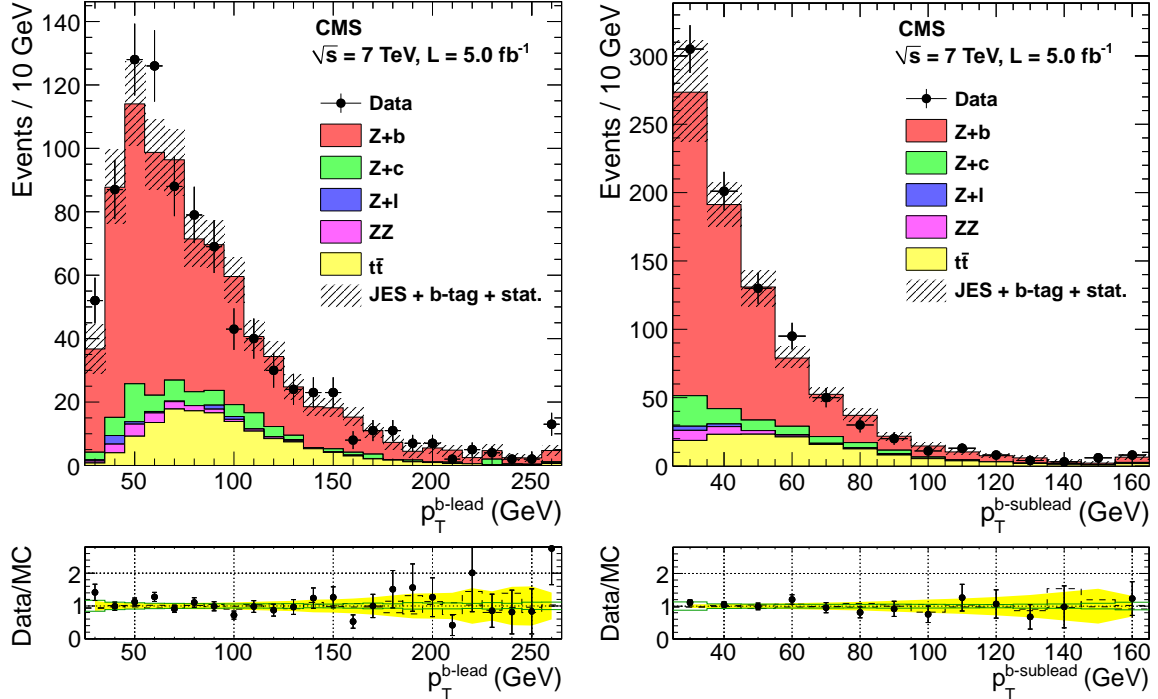 CMS
√s = 7 TeV, L = 5.0 fb⁻¹
Data
Z+b
Z+c
Z+l
ZZ
tt̄
JES + b-tag + stat.
Events / 10 GeV
140
120
100
80
60
40
20
0
50 100 150 200 250
p_T^b-lead (GeV)
Data/MC
2
1
0
50 100 150 200 250
p_T^b-lead (GeV)
CMS
√s = 7 TeV, L = 5.0 fb⁻¹
Data
Z+b
Z+c
Z+l
ZZ
tt̄
JES + b-tag + stat.
Events / 10 GeV
300
250
200
150
100
50
0
40 60 80 100 120 140 160
p_T^b-sublead (GeV)
Data/MC
2
1
0
40 60 80 100 120 140 160
p_T^b-sublead (GeV)